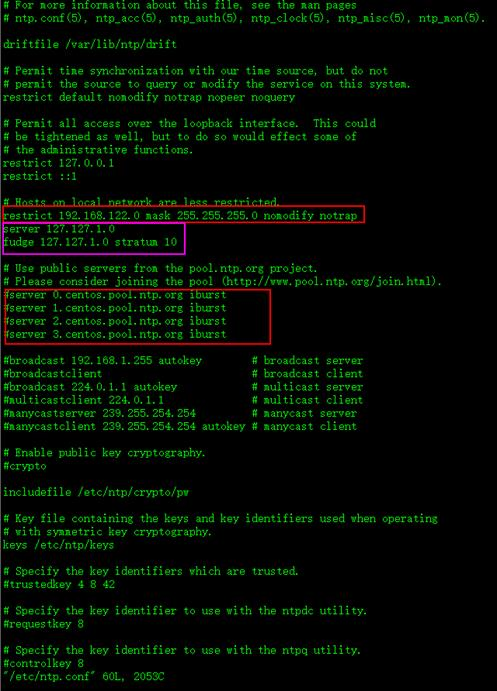 # For more information about this file, see the man pages
# ntp.conf(5), ntp_acc(5), ntp_auth(5), ntp_clock(5), ntp_misc(5), ntp_mon(5).
driftfile /var/lib/ntp/drift
# Permit time synchronization with our time source, but do not
# permit the source to query or modify the service on this system.
restrict default nomodify notrap nopeer noquery
# Permit all access over the loopback interface.  This could
# be tightened as well, but to do so would effect some of
# the administrative functions.
restrict 127.0.0.1
restrict ::1
# Hosts on local network are less restricted.
restrict 192.168.122.0 mask 255.255.255.0 nomodify notrap
server 127.127.1.0
fudge 127.127.1.0 stratum 10
# Use public servers from the pool.ntp.org project.
# Please consider joining the pool (http://www.pool.ntp.org/join.html).
#server 0.centos.pool.ntp.org iburst
#server 1.centos.pool.ntp.org iburst
#server 2.centos.pool.ntp.org iburst
#server 3.centos.pool.ntp.org iburst
#broadcast 192.168.1.255 autokey        # broadcast server
#broadcastclient                        # broadcast client
#broadcast 224.0.1.1 autokey            # multicast server
#multicastclient 224.0.1.1              # multicast client
#manycastserver 239.255.254.254         # manycast server
#manycastclient 239.255.254.254 autokey # manycast client
# Enable public key cryptography.
#crypto
includefile /etc/ntp/crypto/pw
# Key file containing the keys and key identifiers used when operating
# with symmetric key cryptography.
keys /etc/ntp/keys
# Specify the key identifiers which are trusted.
#trustedkey 4 8 42
# Specify the key identifier to use with the ntpdc utility.
#requestkey 8
# Specify the key identifier to use with the ntpq utility.
#controlkey 8
"/etc/ntp.conf" 60L, 2053C